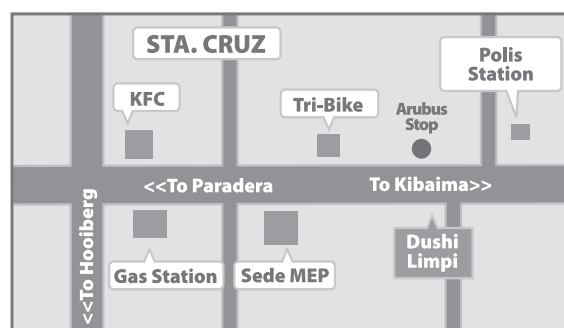 STA. CRUZ
Polis
Station
KFC
Tri-Bike
Arubus
Stop
<<To Paradera
To Kibaima>>
<<To Hooiberg
Gas Station
Sede MEP
Dushi
Limpi